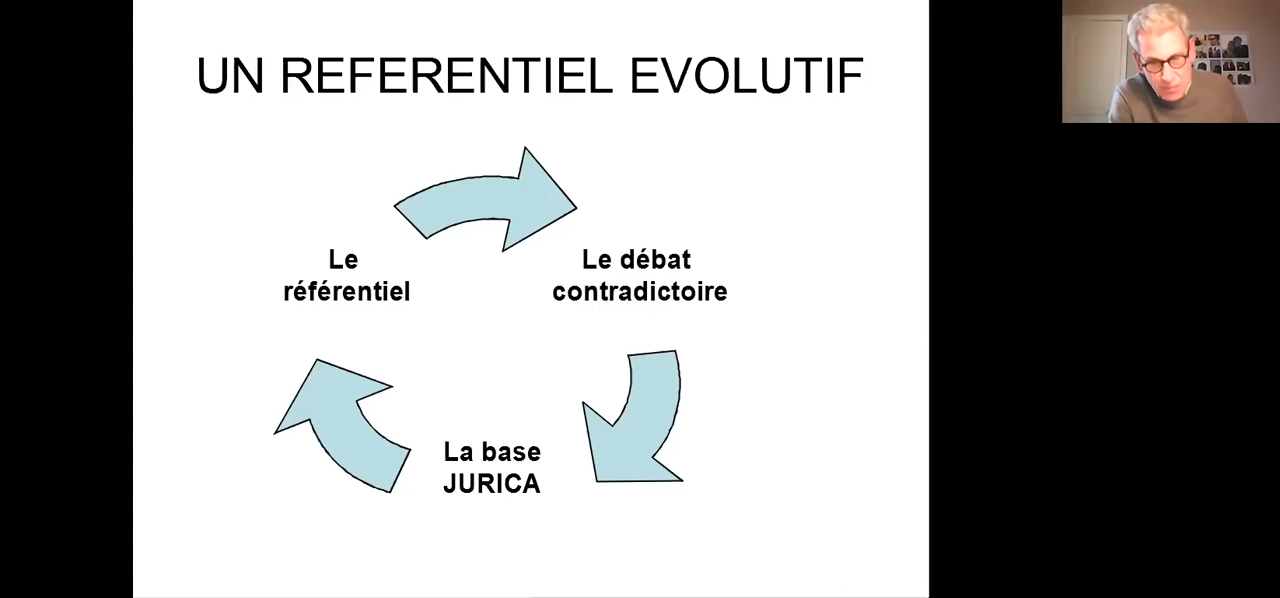 UN REFERENTIEL EVOLUTIF
Le
référentiel
Le débat
contradictoire
La base
JURICA